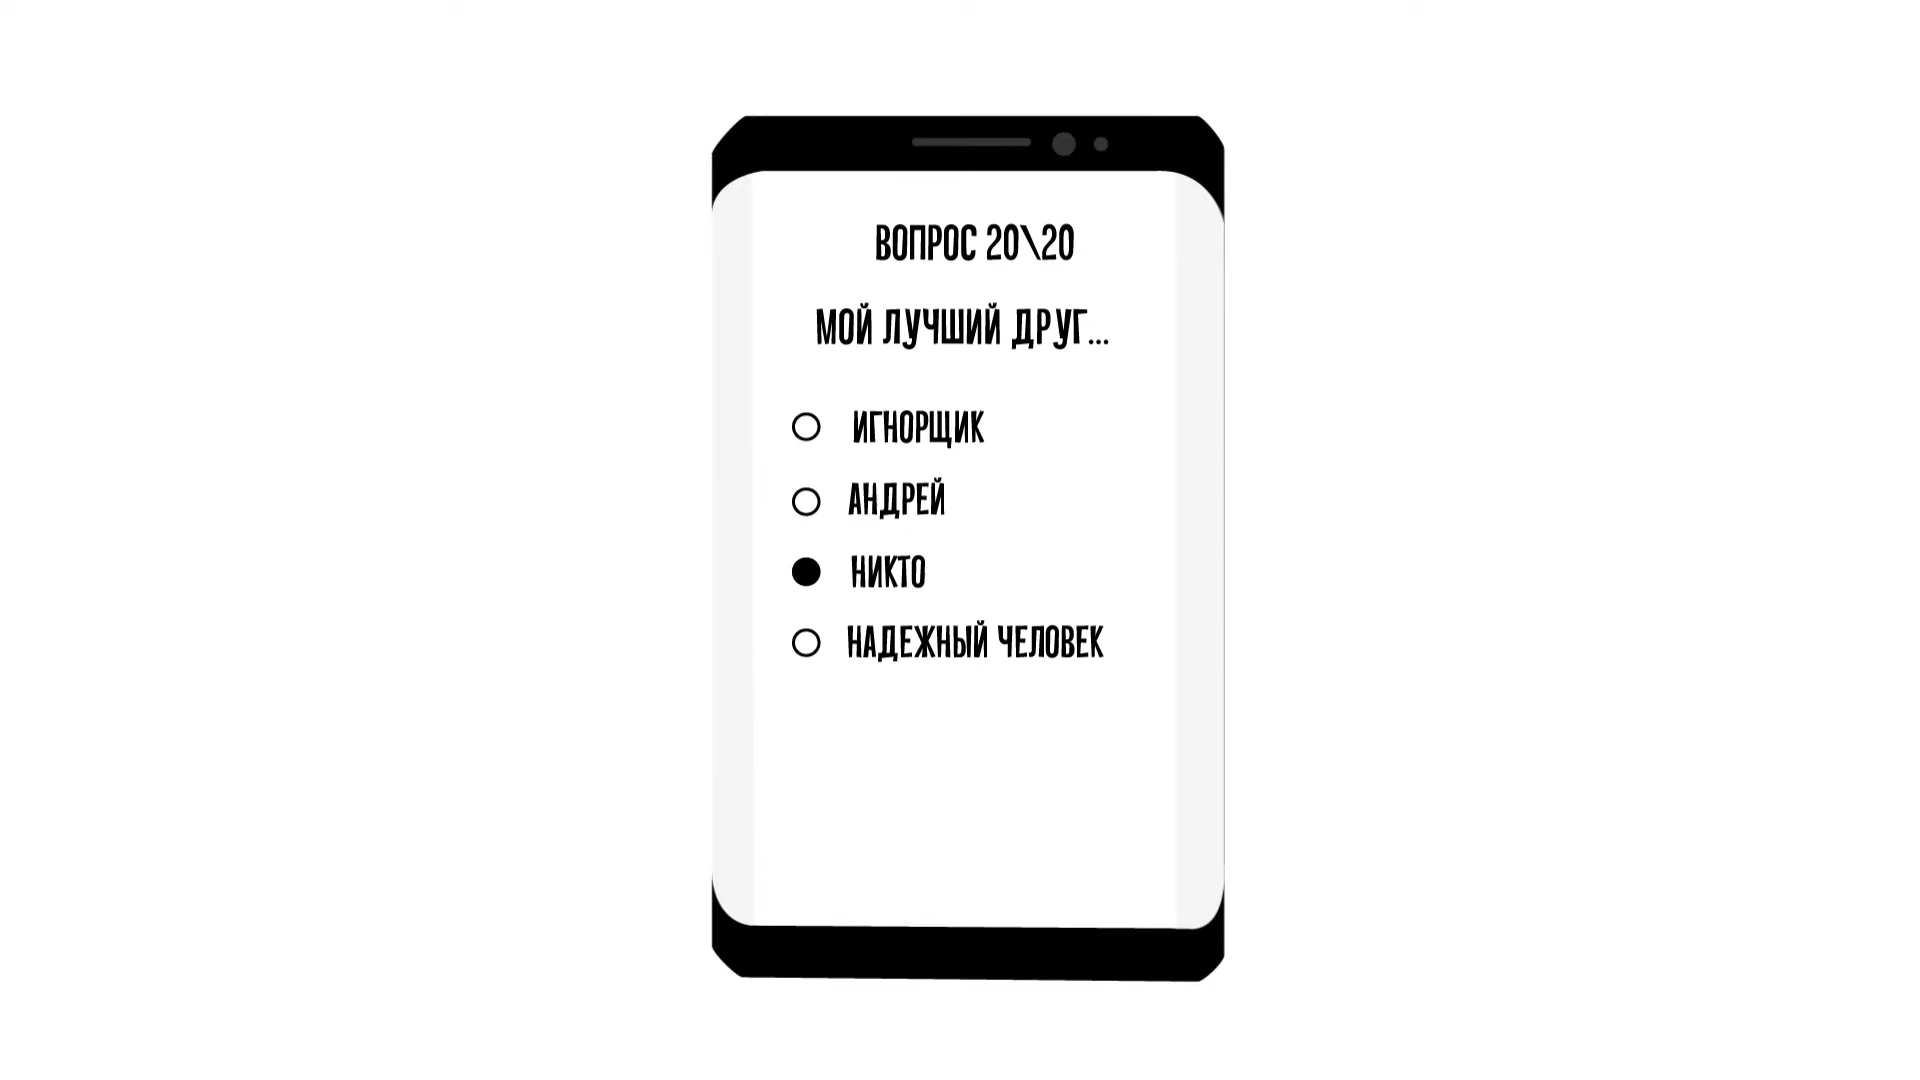 ВОПРОС 20\20
МОЙ ЛУЧШИЙ ДРУГ...
ИГНОРЩИК
АНДРЕЙ
НИКТО
НАДЕЖНЫЙ ЧЕЛОВЕК